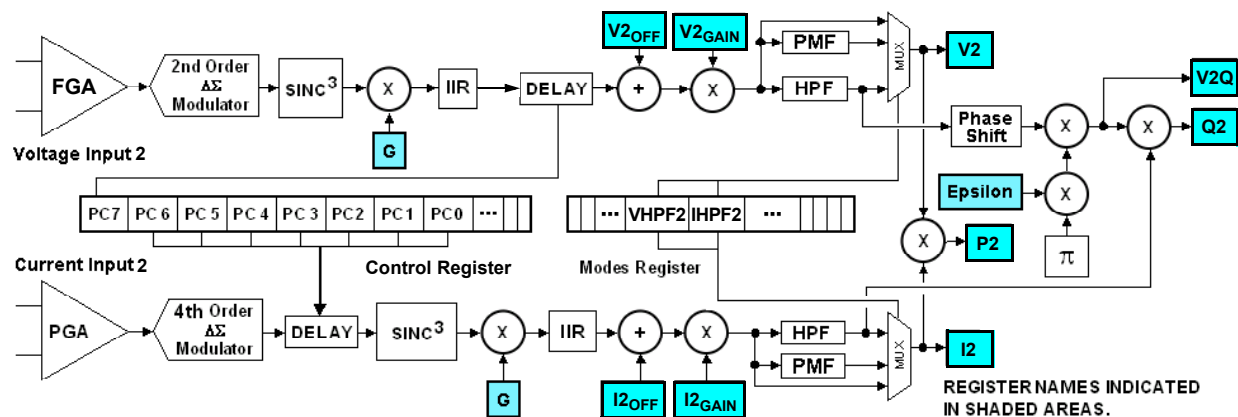 V2OFF
V2GAIN
V2
V2Q
Q2
FGA
2nd Order
ΔΣ
Modulator
SINC3
X
IIR
DELAY
+
X
PMF
HPF
MUX
Phase
Shift
X
X
Voltage Input 2
G
Epsilon
X
PC7
PC 6
PC 5
PC 4
PC 3
PC2
PC1
PC0
...
...
VHPF2
IHPF2
...
X
P2
π
Current Input 2
Control Register
Modes Register
PGA
4th Order
ΔΣ
Modulator
DELAY
SINC3
X
IIR
+
X
HPF
PMF
MUX
I2
G
I2OFF
I2GAIN
REGISTER NAMES INDICATED
IN SHADED AREAS.